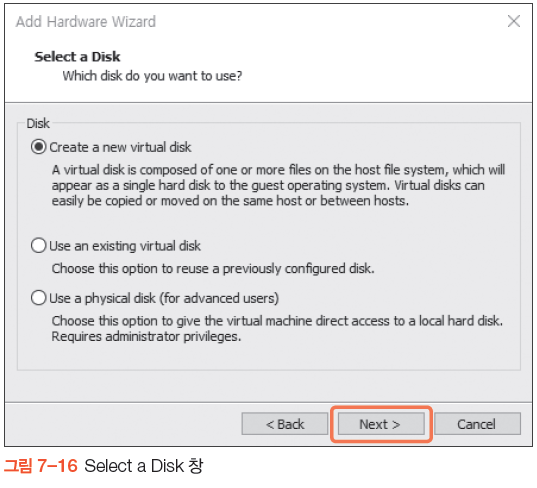 Add Hardware Wizard
Select a Disk
Which disk do you want to use?
Disk
Create a new virtual disk
A virtual disk is composed of one or more files on the host file system, which will
appear as a single hard disk to the guest operating system. Virtual disks can
easily be copied or moved on the same host or between hosts.
Use an existing virtual disk
Choose this option to reuse a previously configured disk.
Use a physical disk (for advanced users)
Choose this option to give the virtual machine direct access to a local hard disk.
Requires administrator privileges.
< Back Next > Cancel
그림 7-16 Select a Disk 창